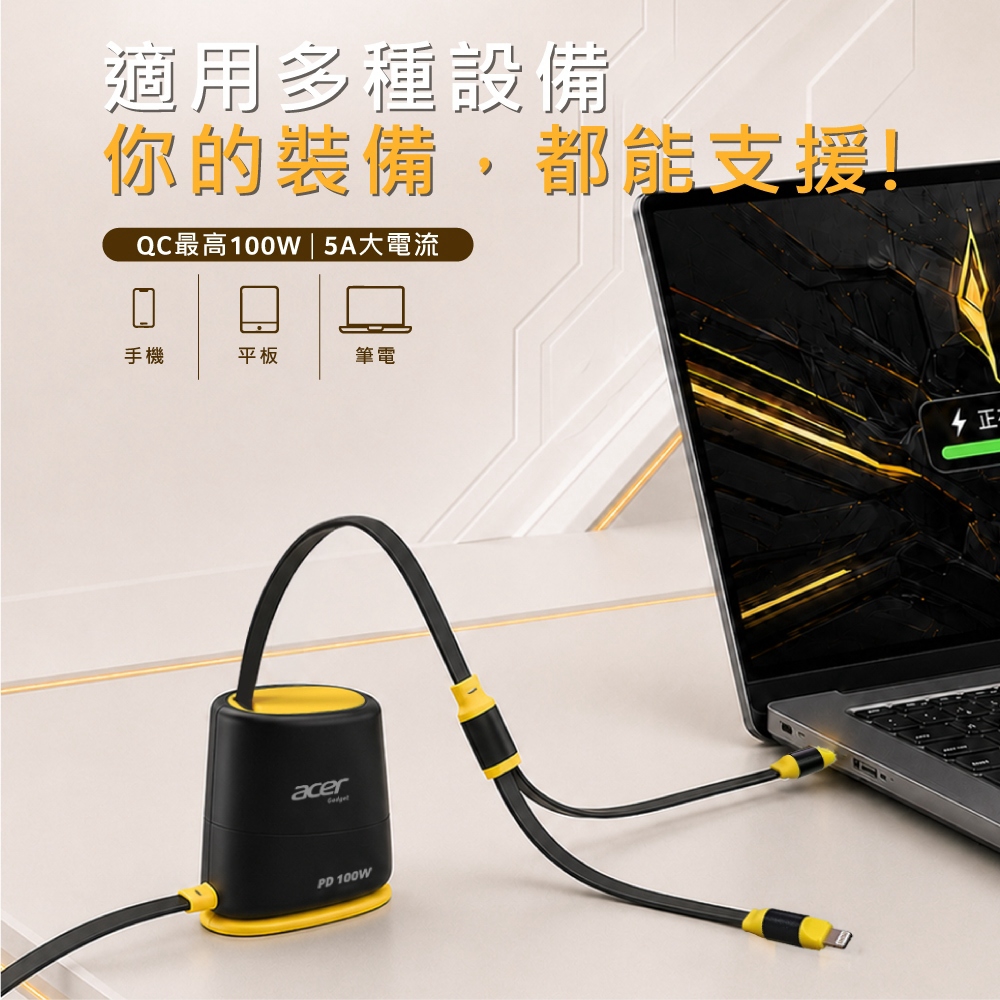 適用多種設備
你的裝備，都能支援!
QC最高100W | 5A大電流
手機
平板
筆電
正
acer
Gadget
PD 100W